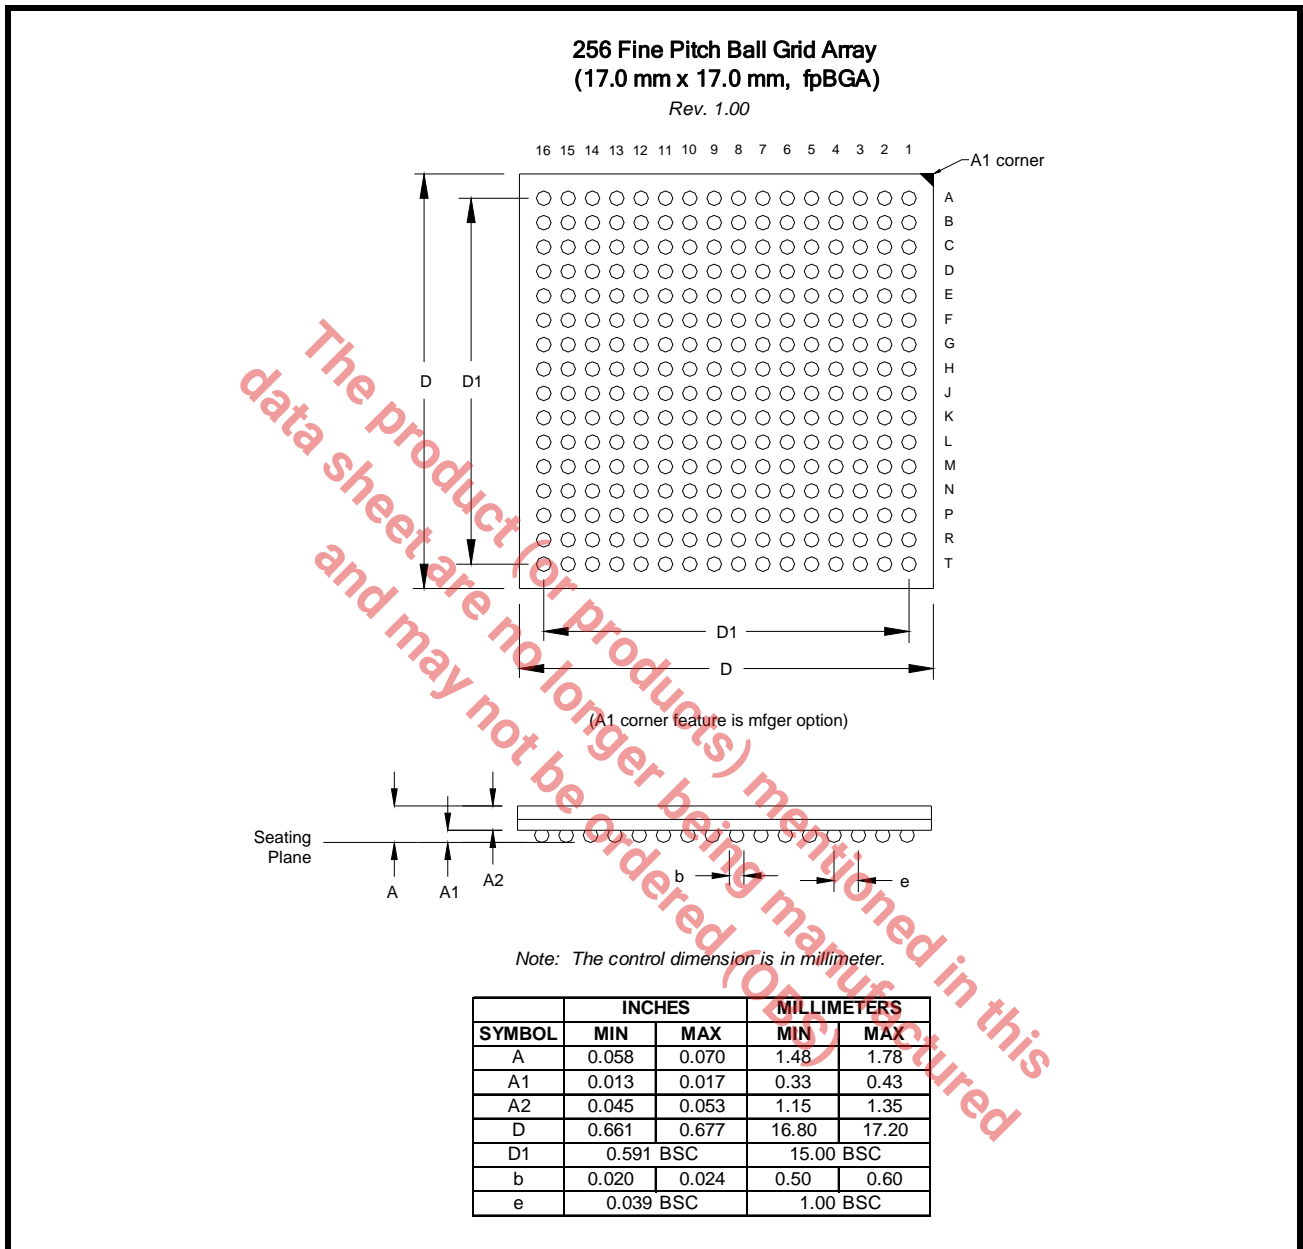 256 Fine Pitch Ball Grid Array
(17.0 mm x 17.0 mm, fpBGA)
Rev. 1.00
16 15 14 13 12 11 10 9 8 7 6 5 4 3 2 1
A1 corner
A
B
C
D
E
F
G
H
J
K
L
M
N
P
R
T
D
D1
D1
D
(A1 corner feature is mfger option)
Seating
Plane
A
A1
A2
b
e
Note: The control dimension is in millimeter.
INCHES MILLIMETERS
SYMBOL MIN MAX MIN MAX
A 0.058 0.070 1.48 1.78
A1 0.013 0.017 0.33 0.43
A2 0.045 0.053 1.15 1.35
D 0.661 0.677 16.80 17.20
D1 0.591 BSC 15.00 BSC
b 0.020 0.024 0.50 0.60
e 0.039 BSC 1.00 BSC
The product (or products) mentioned in this
data sheet are no longer being manufactured
and may not be ordered (OBS)